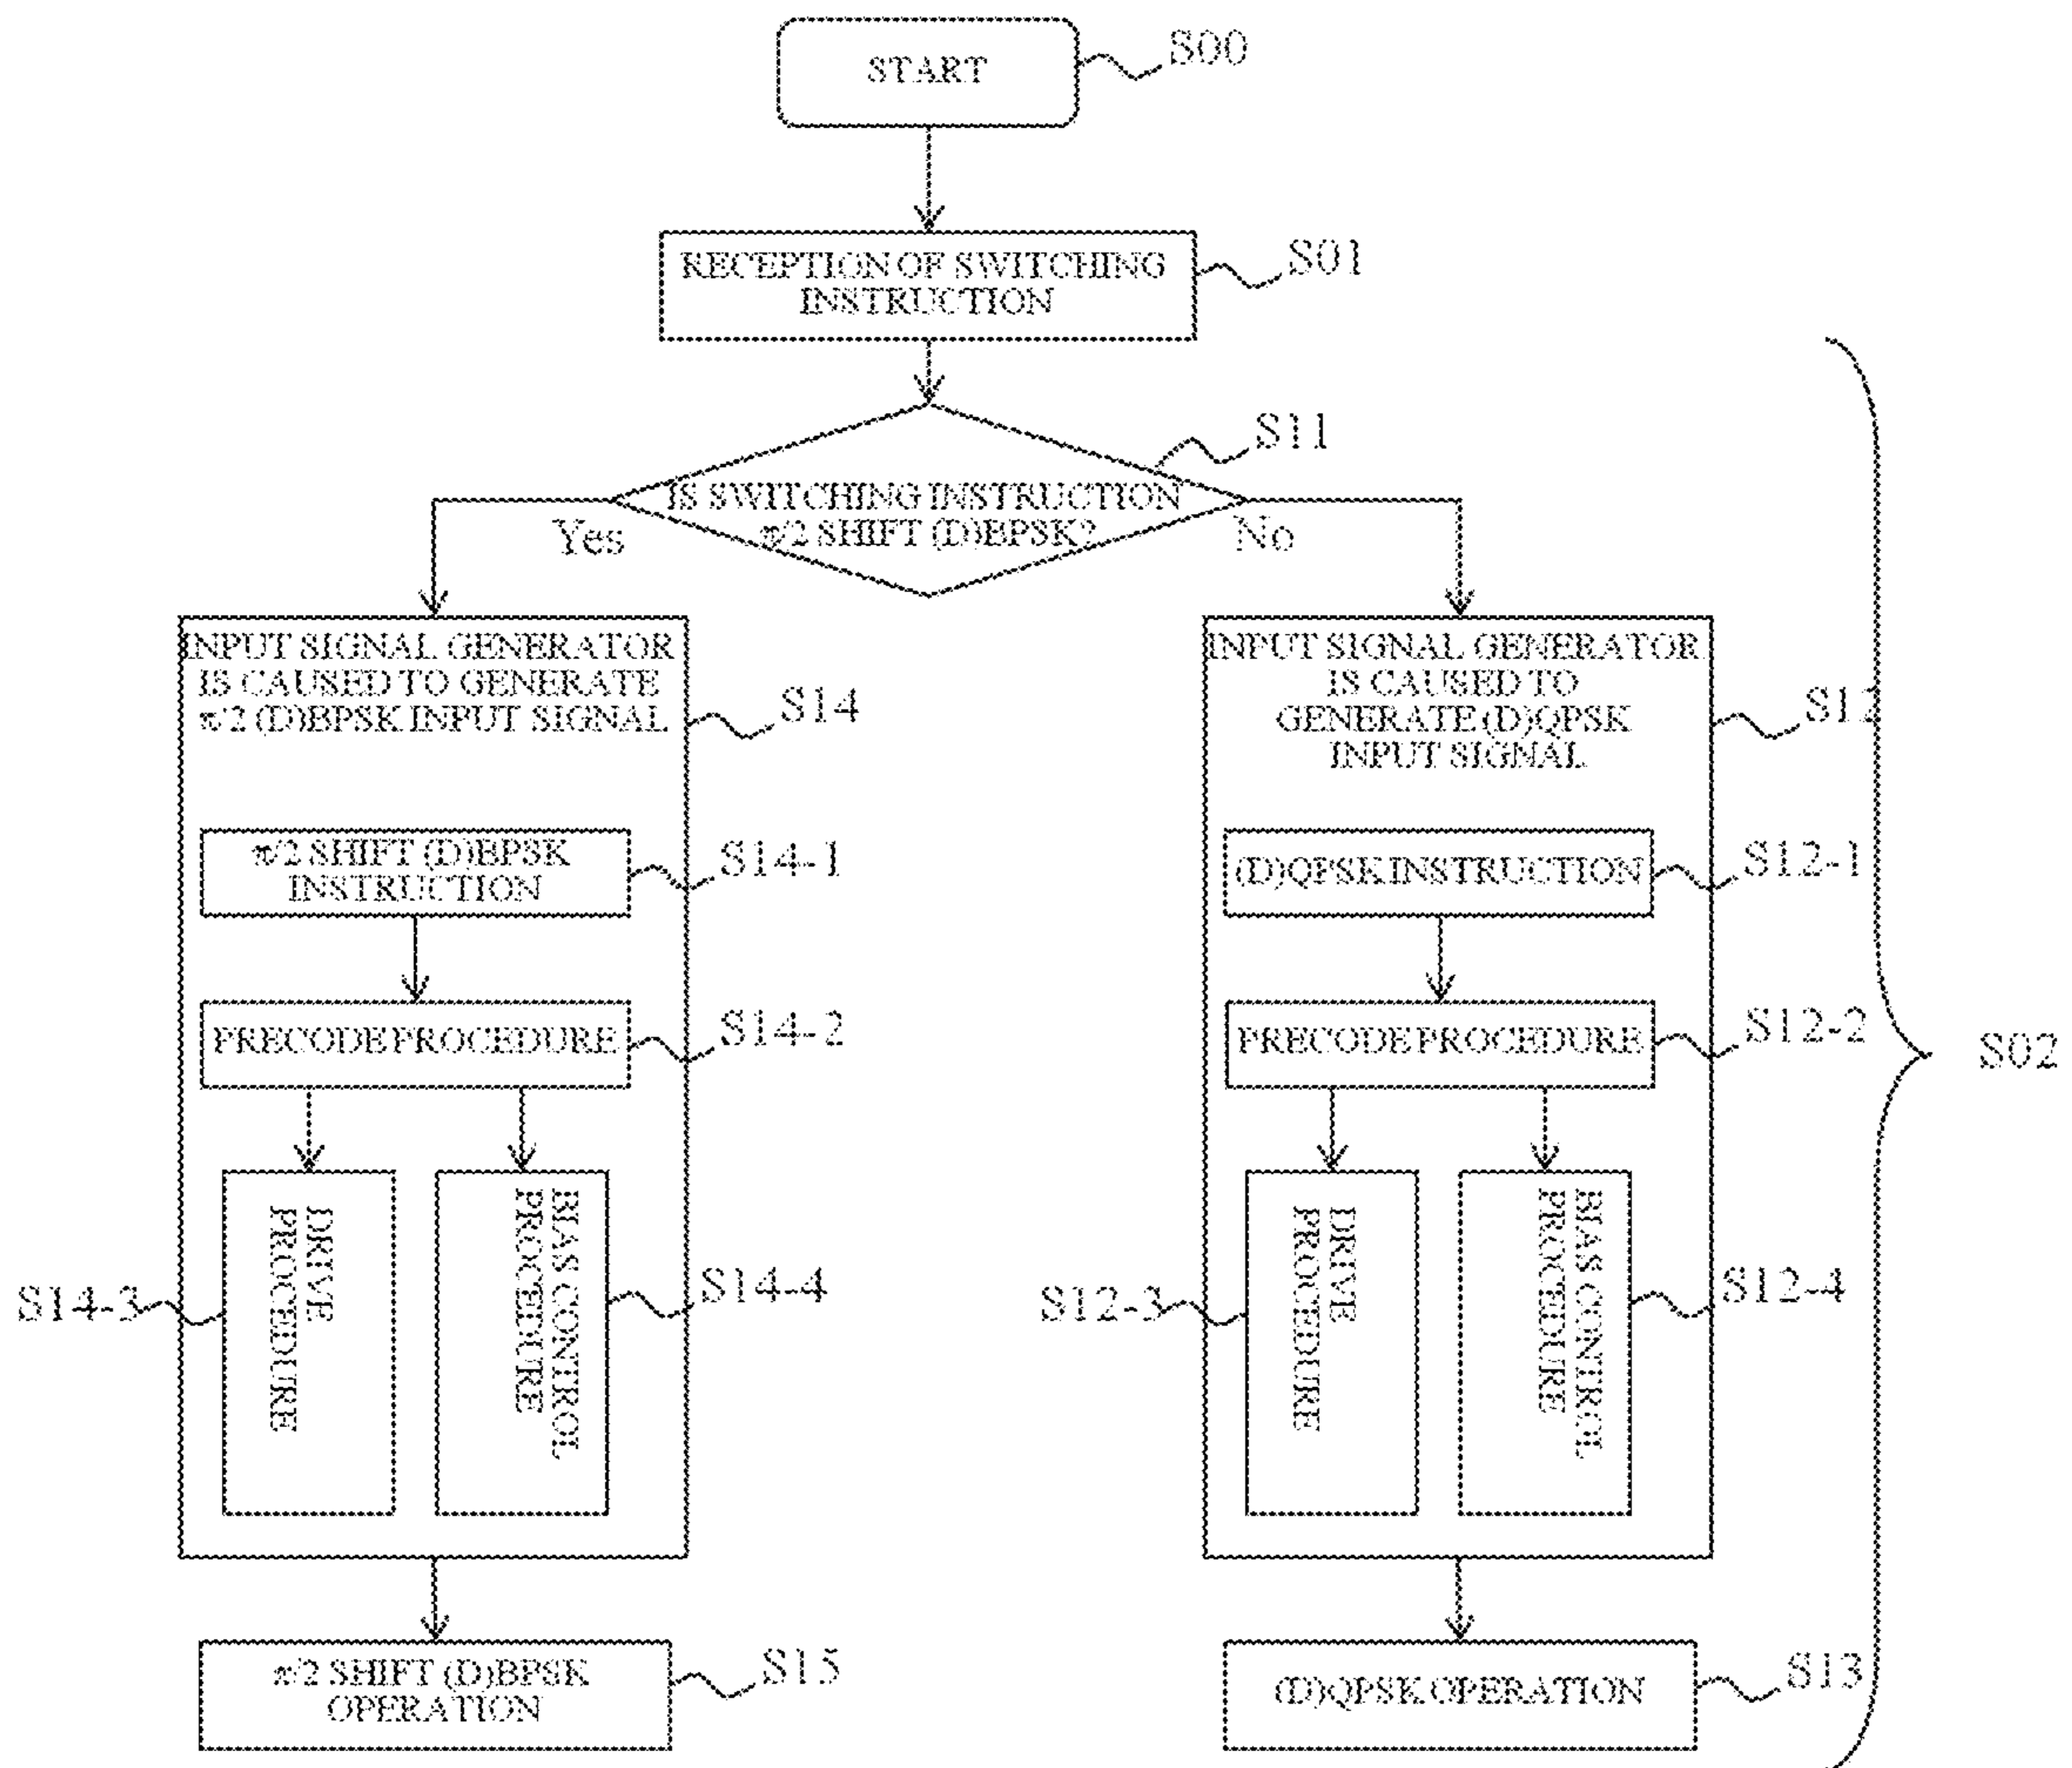 START
S00
RECEPTION OF SWITCHING
INSTRUCTION
S01
S11
IS SWITCHING INSTRUCTION
π/2 SHIFT (D)BPSK?
Yes
No
INPUT SIGNAL GENERATOR
IS CAUSED TO GENERATE
π/2 (D)BPSK INPUT SIGNAL
S14
π/2 SHIFT (D)BPSK
INSTRUCTION
S14-1
PRECODE PROCEDURE
S14-2
DRIVE
PROCEDURE
S14-3
BIAS CONTROL
PROCEDURE
S14-4
π/2 SHIFT (D)BPSK
OPERATION
S15
INPUT SIGNAL GENERATOR
IS CAUSED TO
GENERATE (D)QPSK
INPUT SIGNAL
S12
(D)QPSK INSTRUCTION
S12-1
PRECODE PROCEDURE
S12-2
DRIVE
PROCEDURE
S12-3
BIAS CONTROL
PROCEDURE
S12-4
(D)QPSK OPERATION
S13
S02